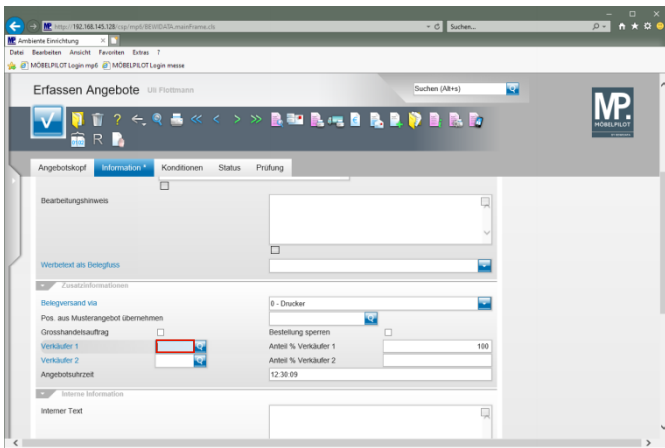 http://192.168.145.128/csp/mp6/BEWIDATA.mainFrame.cls
Suchen...
Ambiente Einrichtung
Datei Bearbeiten Ansicht Favoriten Extras ?
MÖBELPILOT Login mp6 MÖBELPILOT Login messe
Erfassen Angebote Uli Flottmann
Suchen (Alt+s)
MP.
MÖBELPILOT
R
Angebotskopf Information * Konditionen Status Prüfung
Bearbeitungshinweis
Werbetext als Belegfuss
Zusatzinformationen
Belegversand via 0 - Drucker
Pos. aus Musterangebot übernehmen
Grosshandelsauftrag Bestellung sperren
Verkäufer 1 Anteil % Verkäufer 1 100
Verkäufer 2 Anteil % Verkäufer 2
Angebotsuhrzeit 12:30:09
Interne Information
Interner Text